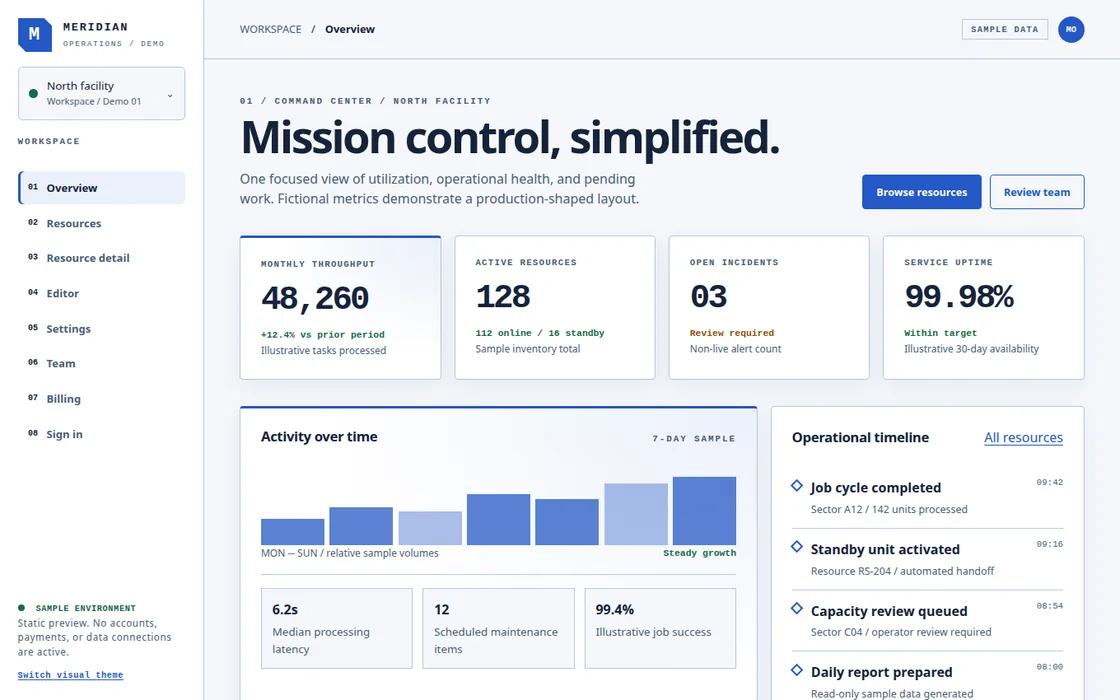 M
MERIDIAN
OPERATIONS / DEMO
North facility
Workspace / Demo 01
WORKSPACE
01 Overview
02 Resources
03 Resource detail
04 Editor
05 Settings
06 Team
07 Billing
08 Sign in
SAMPLE ENVIRONMENT
Static preview. No accounts,
payments, or data connections
are active.
Switch visual theme
WORKSPACE / Overview
SAMPLE DATA
MO
01 / COMMAND CENTER / NORTH FACILITY
Mission control, simplified.
One focused view of utilization, operational health, and pending
work. Fictional metrics demonstrate a production-shaped layout.
Browse resources
Review team
MONTHLY THROUGHPUT
48,260
+12.4% vs prior period
Illustrative tasks processed
ACTIVE RESOURCES
128
112 online / 16 standby
Sample inventory total
OPEN INCIDENTS
03
Review required
Non-live alert count
SERVICE UPTIME
99.98%
Within target
Illustrative 30-day availability
Activity over time
7-DAY SAMPLE
MON — SUN / relative sample volumes
Steady growth
6.2s
Median processing
latency
12
Scheduled maintenance
items
99.4%
Illustrative job success
Operational timeline
All resources
Job cycle completed
09:42
Sector A12 / 142 units processed
Standby unit activated
09:16
Resource RS-204 / automated handoff
Capacity review queued
08:54
Sector C04 / operator review required
Daily report prepared
08:00
Read-only sample data generated